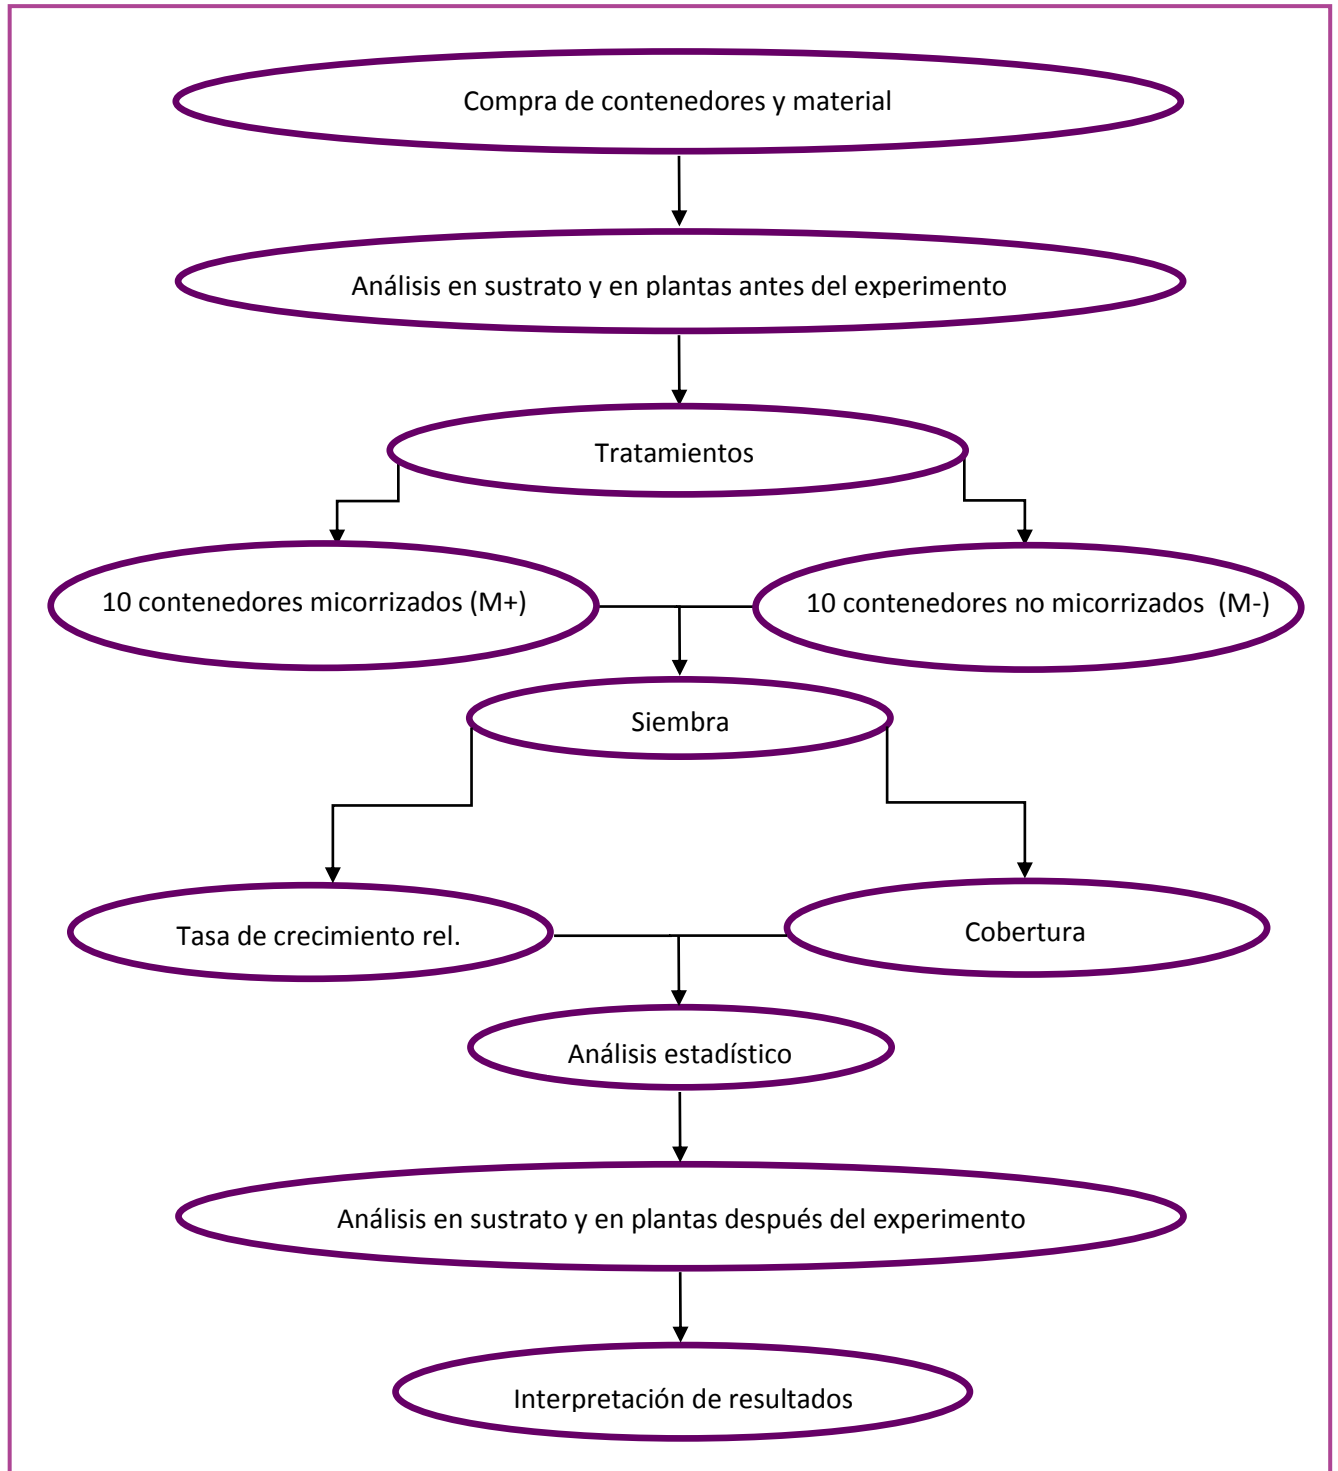 Compra de contenedores y material
Análisis en sustrato y en plantas antes del experimento
Tratamientos
10 contenedores micorrizados (M+)
10 contenedores no micorrizados (M-)
Siembra
Tasa de crecimiento rel.
Cobertura
Análisis estadístico
Análisis en sustrato y en plantas después del experimento
Interpretación de resultados